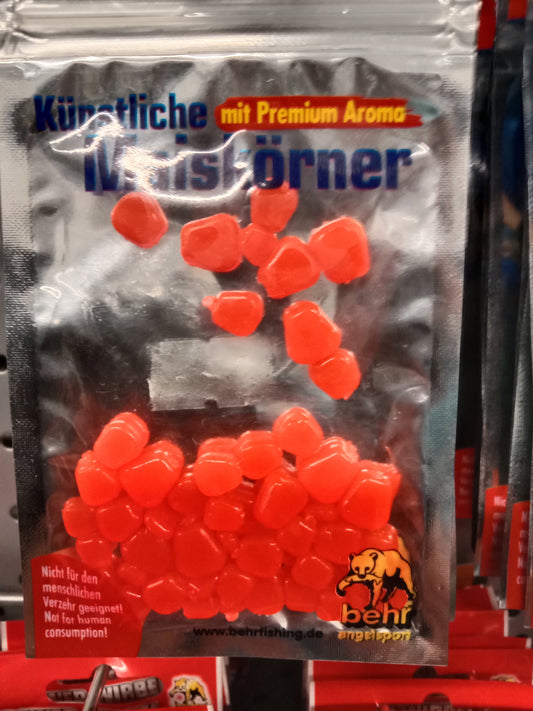 Künstliche mit Premium Aroma
Maiskörner
Nicht für den
menschlichen
Verzehr geeignet!
Not for human
consumption!
behr
angelsport
www.behrfishing.de